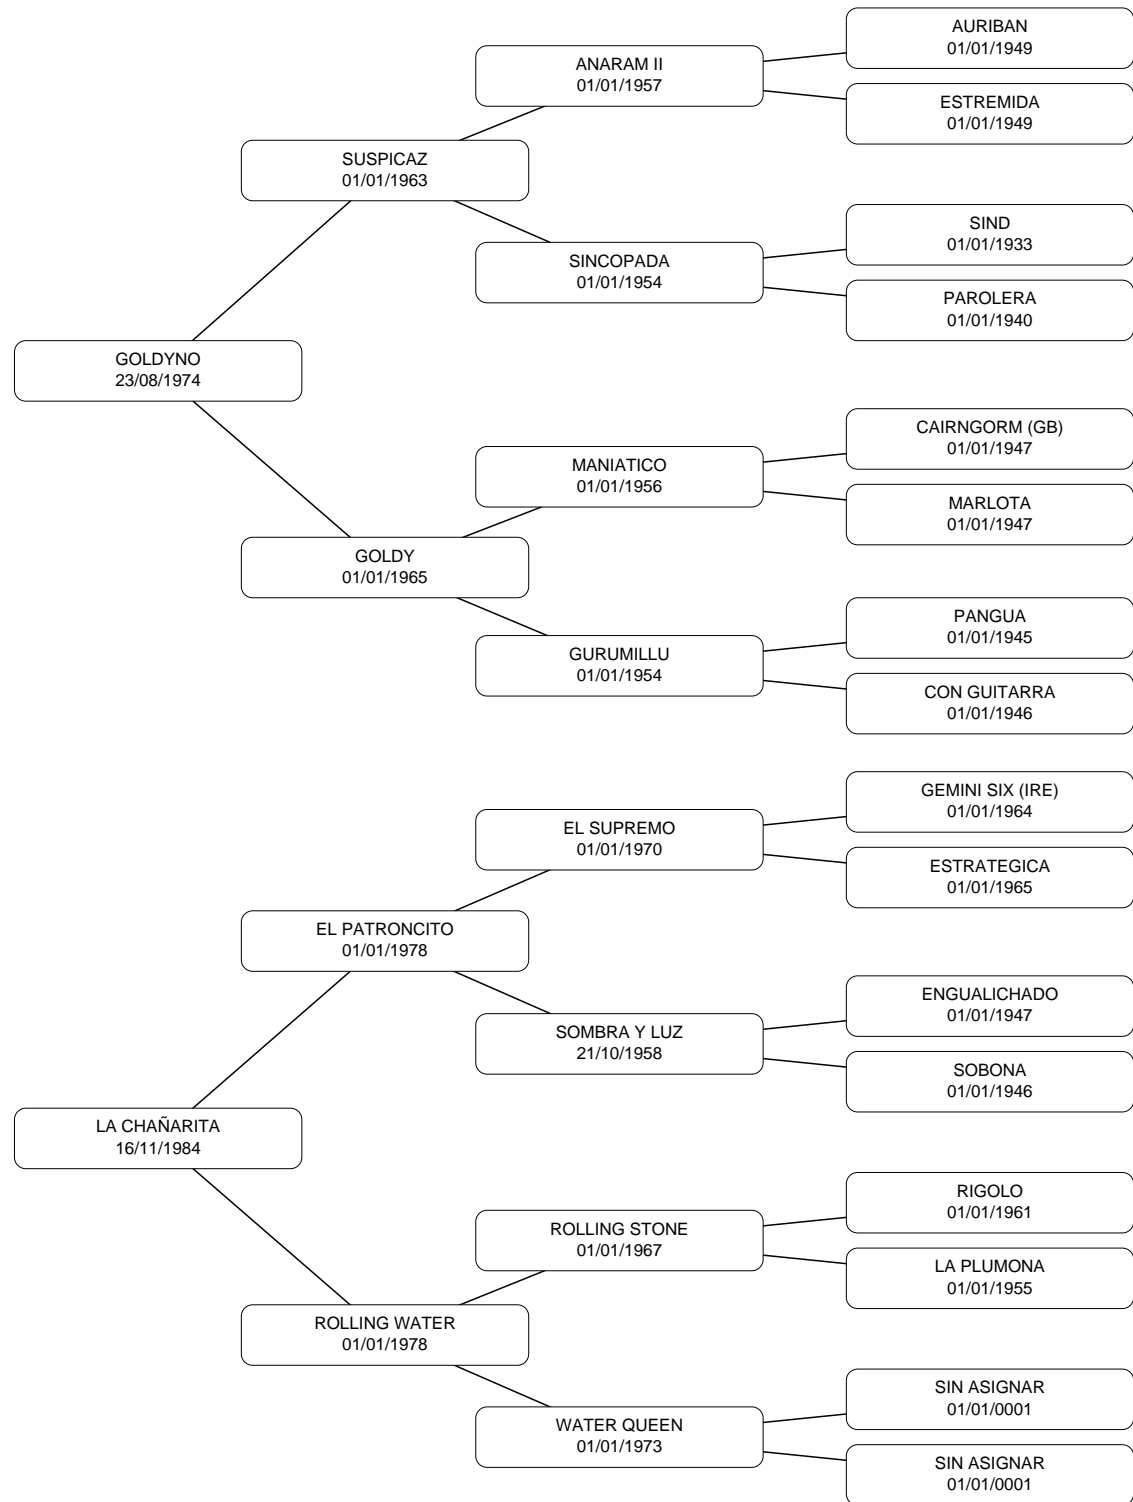 AURIBAN
01/01/1949
ANARAM II
01/01/1957
ESTREMIDA
01/01/1949
SUSPICAZ
01/01/1963
SIND
01/01/1933
SINCOPADA
01/01/1954
PAROLERA
01/01/1940
GOLDYNO
23/08/1974
CAIRNGORM (GB)
01/01/1947
MANIATICO
01/01/1956
MARLOTA
01/01/1947
GOLDY
01/01/1965
PANGUA
01/01/1945
GURUMILLU
01/01/1954
CON GUITARRA
01/01/1946
GEMINI SIX (IRE)
01/01/1964
EL SUPREMO
01/01/1970
ESTRATEGICA
01/01/1965
EL PATRONCITO
01/01/1978
ENGUALICHADO
01/01/1947
SOMBRA Y LUZ
21/10/1958
SOBONA
01/01/1946
LA CHAÑARITA
16/11/1984
RIGOLO
01/01/1961
ROLLING STONE
01/01/1967
LA PLUMONA
01/01/1955
ROLLING WATER
01/01/1978
SIN ASIGNAR
01/01/0001
WATER QUEEN
01/01/1973
SIN ASIGNAR
01/01/0001